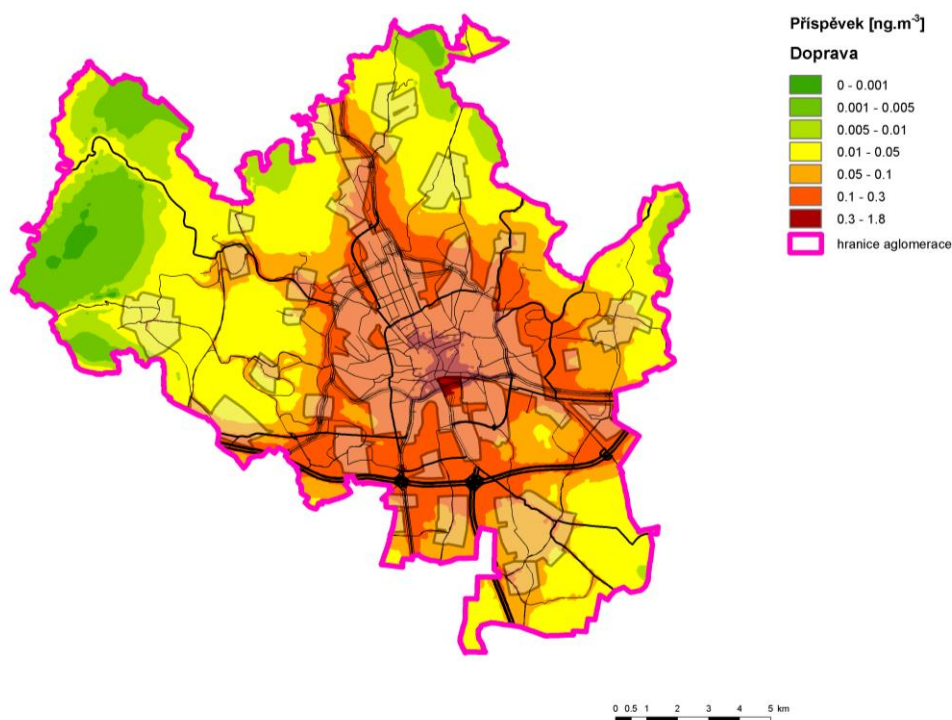 Příspěvek [ng.m-3]
Doprava
0 - 0.001
0.001 - 0.005
0.005 - 0.01
0.01 - 0.05
0.05 - 0.1
0.1 - 0.3
0.3 - 1.8
hranice aglomerace
0 0.5 1 2 3 4 5 km